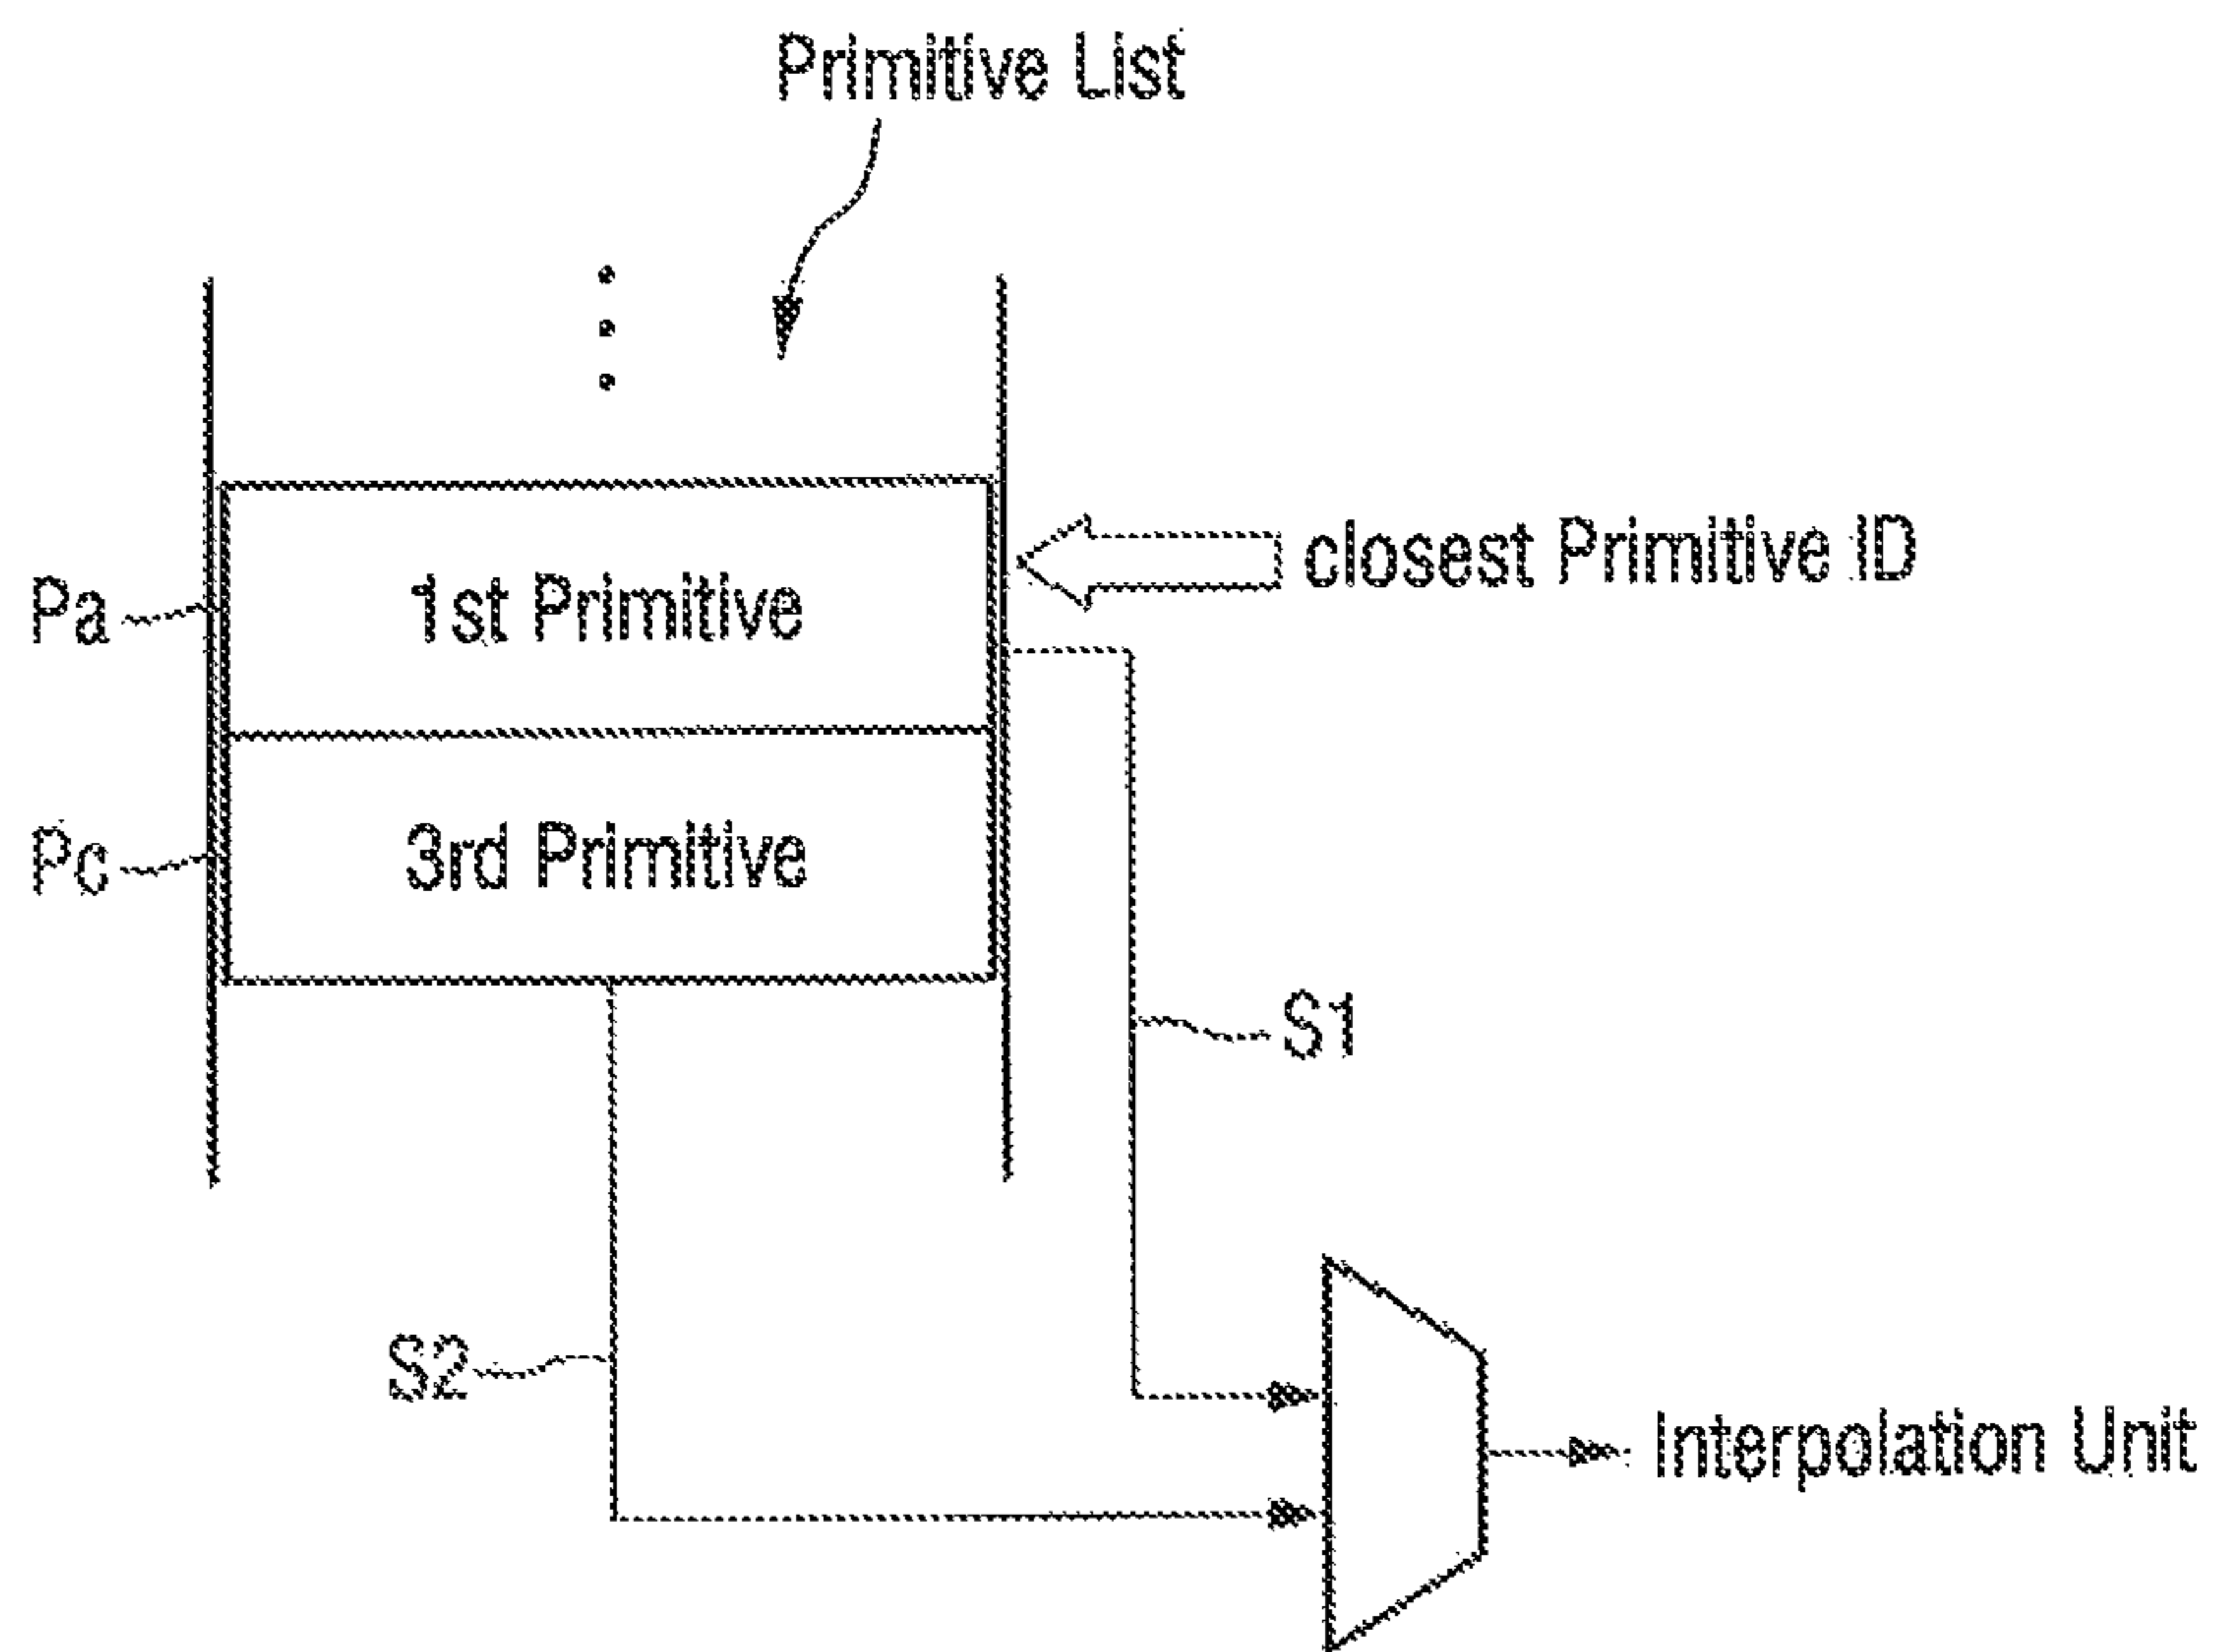 Primitive List
closest Primitive ID
Pa
1st Primitive
Pc
3rd Primitive
S1
S2
Interpolation Unit